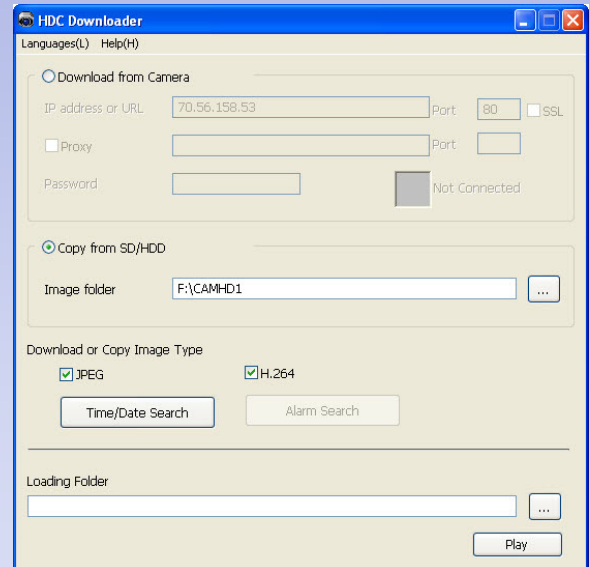 HDC Downloader
Languages(L) Help(H)
Download from Camera
IP address or URL 70.56.158.53 Port 80 SSL
Proxy Port
Password Not Connected
Copy from SD/HDD
Image folder F:\CAMHD1 ...
Download or Copy Image Type
JPEG H.264
Time/Date Search Alarm Search
Loading Folder
...
Play